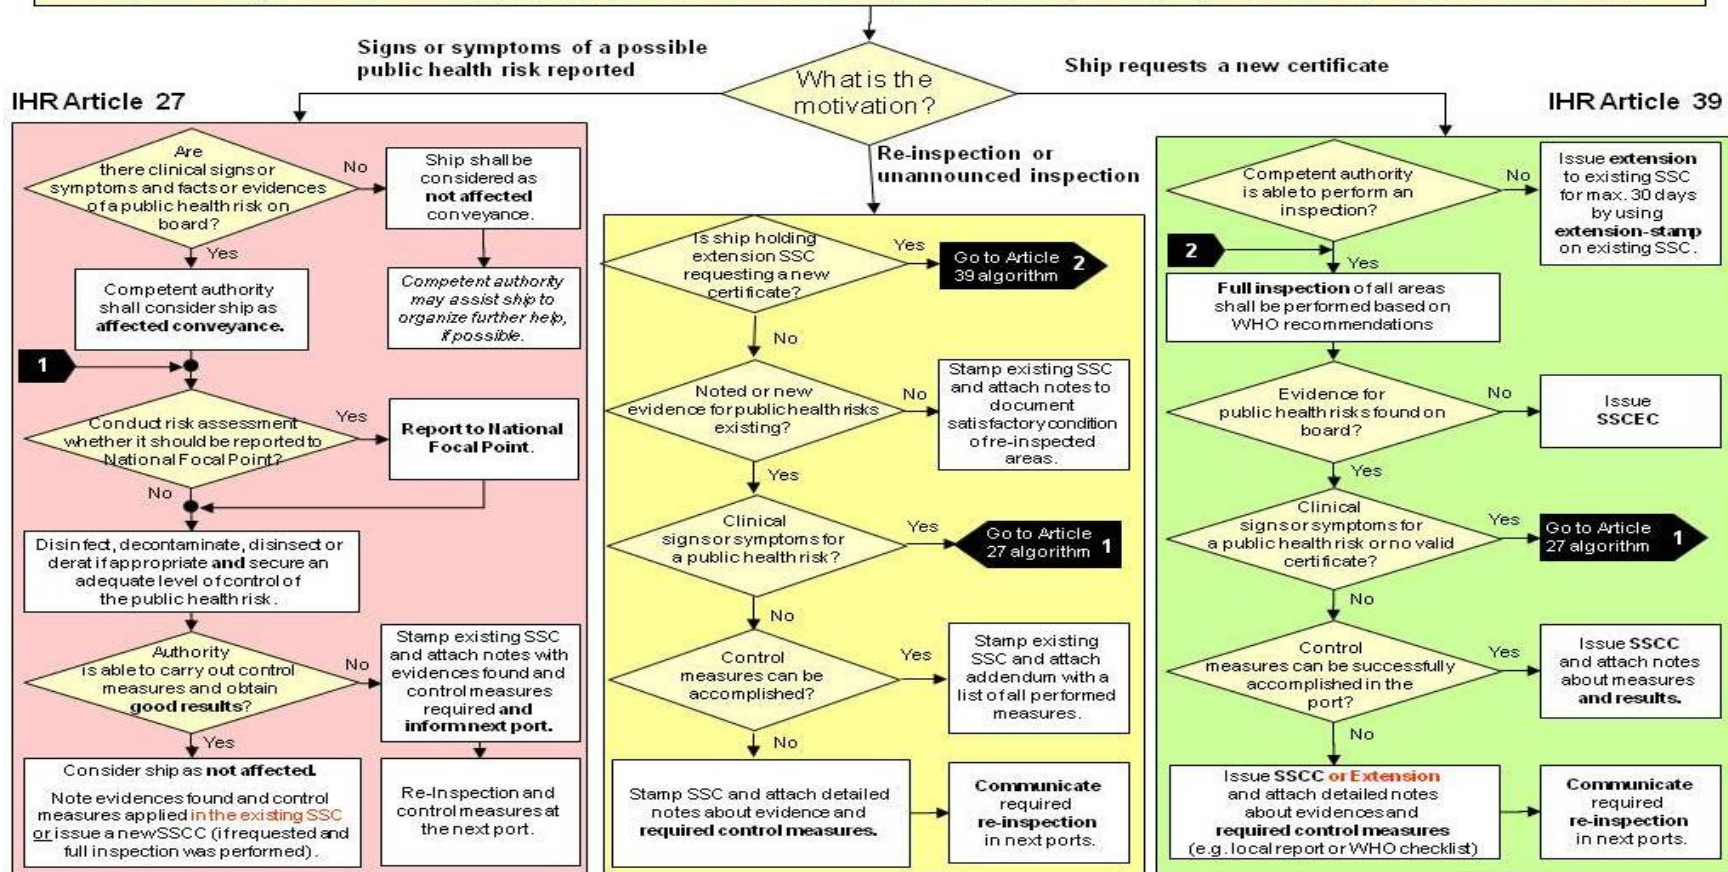 What is the
motivation?
Signs or symptoms of a possible
public health risk reported
Ship requests a new certificate
Re-inspection or
unannounced inspection
IHR Article 27
Are
there clinical signs or
symptoms and facts or evidences
of a public health risk on
board?
No
Ship shall be
considered as
not affected
conveyance.
Yes
Competent authority
shall consider ship as
affected conveyance.
Competent authority
may assist ship to
organize further help,
if possible.
1
Conduct risk assessment
whether it should be reported to
National Focal Point?
Yes
Report to National
Focal Point.
No
Disinfect, decontaminate, disinsect or
derat if appropriate and secure an
adequate level of control of
the public health risk.
Authority
is able to carry out control
measures and obtain
good results?
No
Stamp existing SSC
and attach notes with
evidences found and
control measures
required and
inform next port.
Yes
Consider ship as not affected.
Note evidences found and control
measures applied in the existing SSC
or issue a new SSCC (if requested and
full inspection was performed).
Re-Inspection and
control measures at
the next port.
Is ship holding
extension SSC
requesting a new
certificate?
Yes
Go to Article
39 algorithm 2
No
Noted or new
evidence for public health risks
existing?
No
Stamp existing SSC
and attach notes to
document
satisfactory condition
of re-inspected
areas.
Yes
Clinical
signs or symptoms for
a public health risk?
Yes
Go to Article
27 algorithm 1
No
Control
measures can be
accomplished?
Yes
Stamp existing
SSC and attach
addendum with a
list of all performed
measures.
No
Stamp SSC and attach detailed
notes about evidence and
required control measures.
Communicate
required
re-inspection
in next ports.
IHR Article 39
Competent authority
is able to perform an
inspection?
No
Issue extension
to existing SSC
for max. 30 days
by using
extension-stamp
on existing SSC.
2
Yes
Full inspection of all areas
shall be performed based on
WHO recommendations
Evidence for
public health risks found on
board?
No
Issue
SSCEC
Yes
Clinical
signs or symptoms for
a public health risk or no valid
certificate?
Yes
Go to Article
27 algorithm 1
No
Control
measures can be successfully
accomplished in the
port?
Yes
Issue SSCC
and attach notes
about measures
and results.
No
Issue SSCC or Extension
and attach detailed notes
about evidences and
required control measures
(e.g. local report or WHO checklist)
Communicate
required
re-inspection
in next ports.